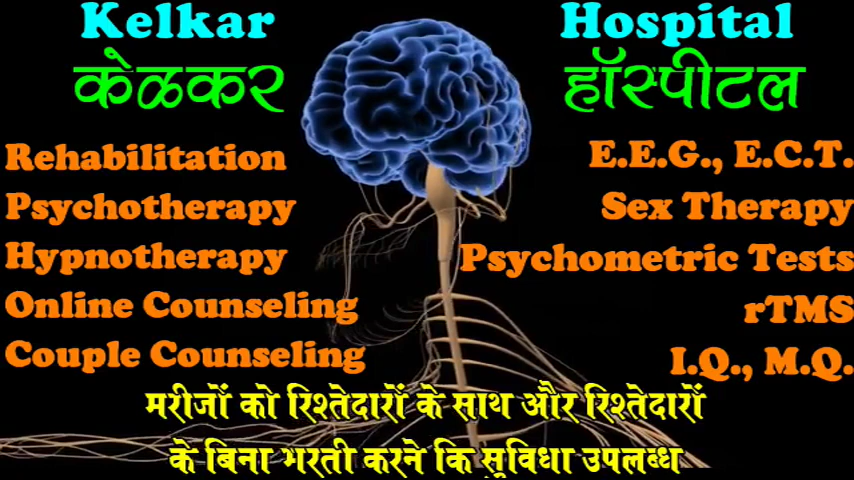 Kelkar Hospital
केळकर हॉस्पीटल
Rehabilitation
Psychotherapy
Hypnotherapy
Online Counseling
Couple Counseling
E.E.G., E.C.T.
Sex Therapy
Psychometric Tests
rTMS
I.Q., M.Q.
मरीजों को रिश्तेदारों के साथ और रिश्तेदारों
के बिना भरती करने कि सुविधा उपलब्ध